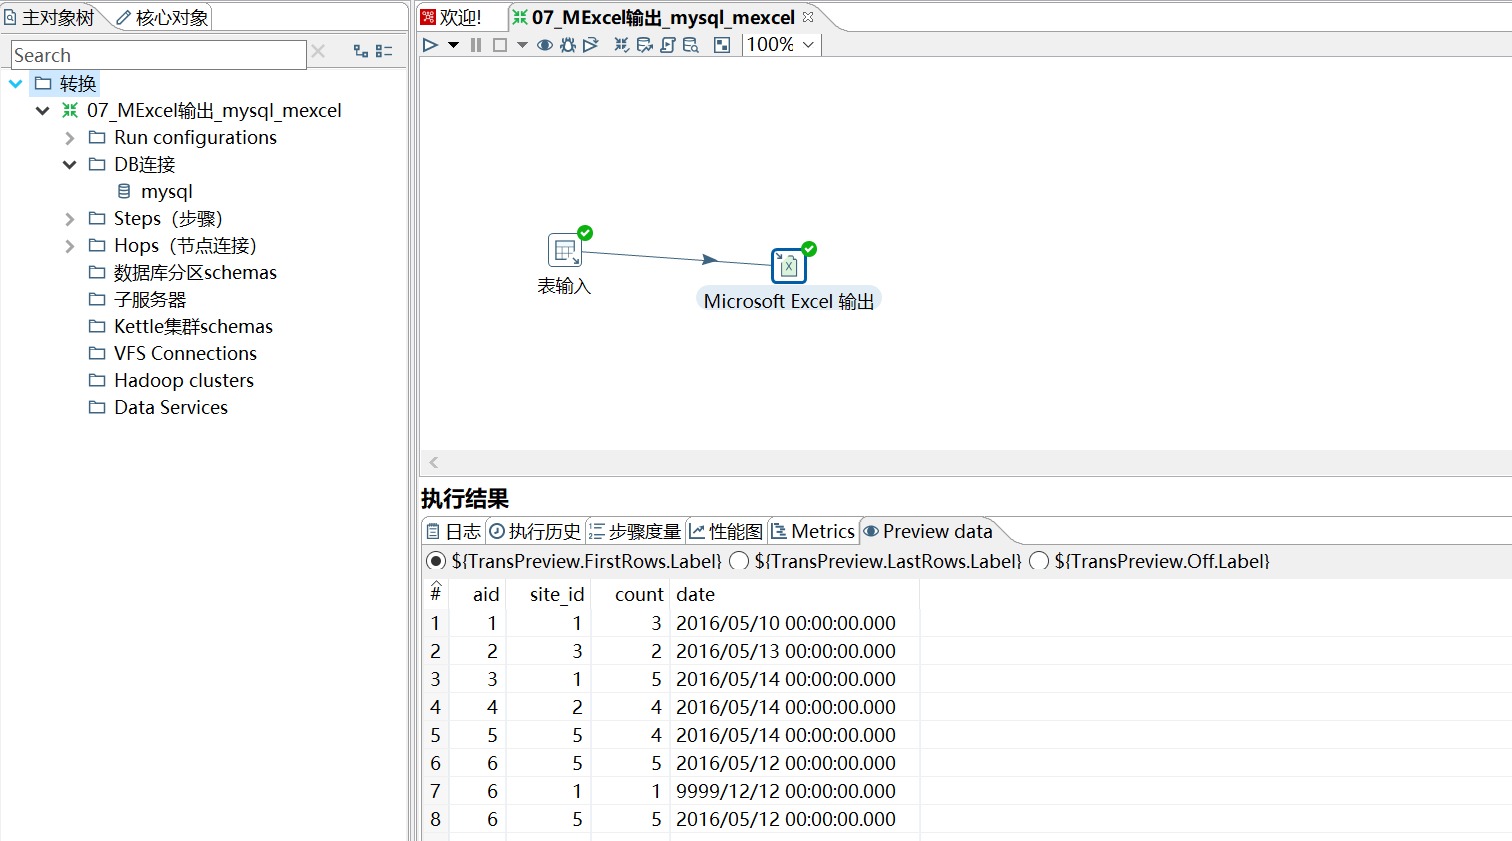 主对象树 核心对象
Search
转换
07_MExcel输出_mysql_mexcel
Run configurations
DB连接
mysql
Steps（步骤）
Hops（节点连接）
数据库分区schemas
子服务器
Kettle集群schemas
VFS Connections
Hadoop clusters
Data Services
欢迎! 07_MExcel输出_mysql_mexcel
100%
表输入
Microsoft Excel 输出
执行结果
日志 执行历史 步骤度量 性能图 Metrics Preview data
${TransPreview.FirstRows.Label} ${TransPreview.LastRows.Label} ${TransPreview.Off.Label}
# aid site_id count date
1 1 1 3 2016/05/10 00:00:00.000
2 2 3 2 2016/05/13 00:00:00.000
3 3 1 5 2016/05/14 00:00:00.000
4 4 2 4 2016/05/14 00:00:00.000
5 5 5 4 2016/05/14 00:00:00.000
6 6 5 5 2016/05/12 00:00:00.000
7 6 1 1 9999/12/12 00:00:00.000
8 6 5 5 2016/05/12 00:00:00.000